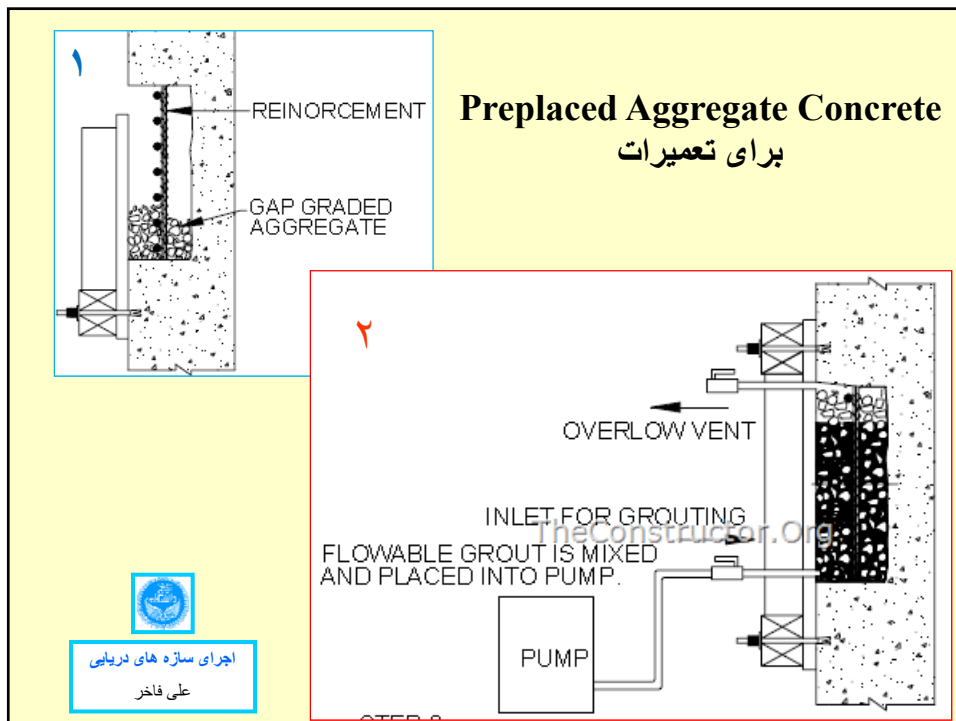 Preplaced Aggregate Concrete
برای تعمیرات
۱
REINORCEMENT
GAP GRADED
AGGREGATE
۲
OVERLOW VENT
INLET FOR GROUTING
TheConstructor.Org
FLOWABLE GROUT IS MIXED
AND PLACED INTO PUMP.
PUMP
اجرای سازه های دریایی
علی فاخر